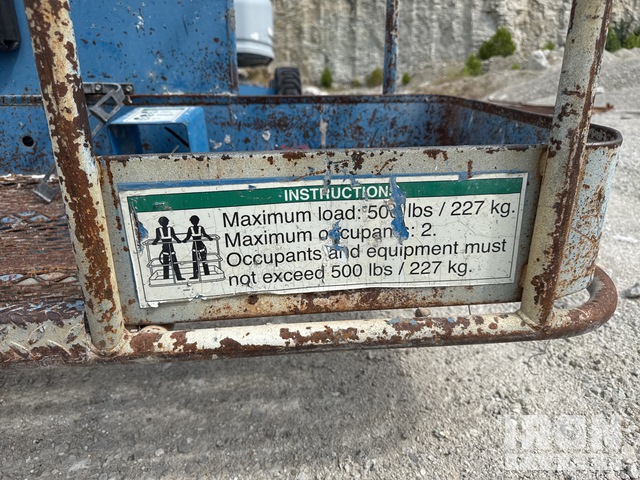 INSTRUCTIONS
Maximum load: 500 lbs / 227 kg.
Maximum occupants: 2.
Occupants and equipment must
not exceed 500 lbs / 227 kg.
IRON